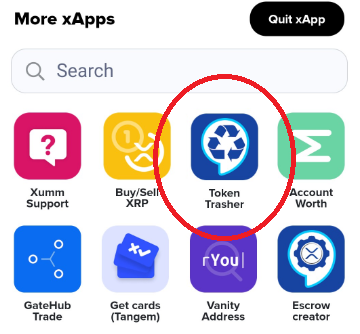 More xApps
Quit xApp
Search
Xumm
Support
Buy/Sell
XRP
Token
Trasher
Account
Worth
rYou
GateHub
Trade
Get cards
(Tangem)
Vanity
Address
Escrow
creator